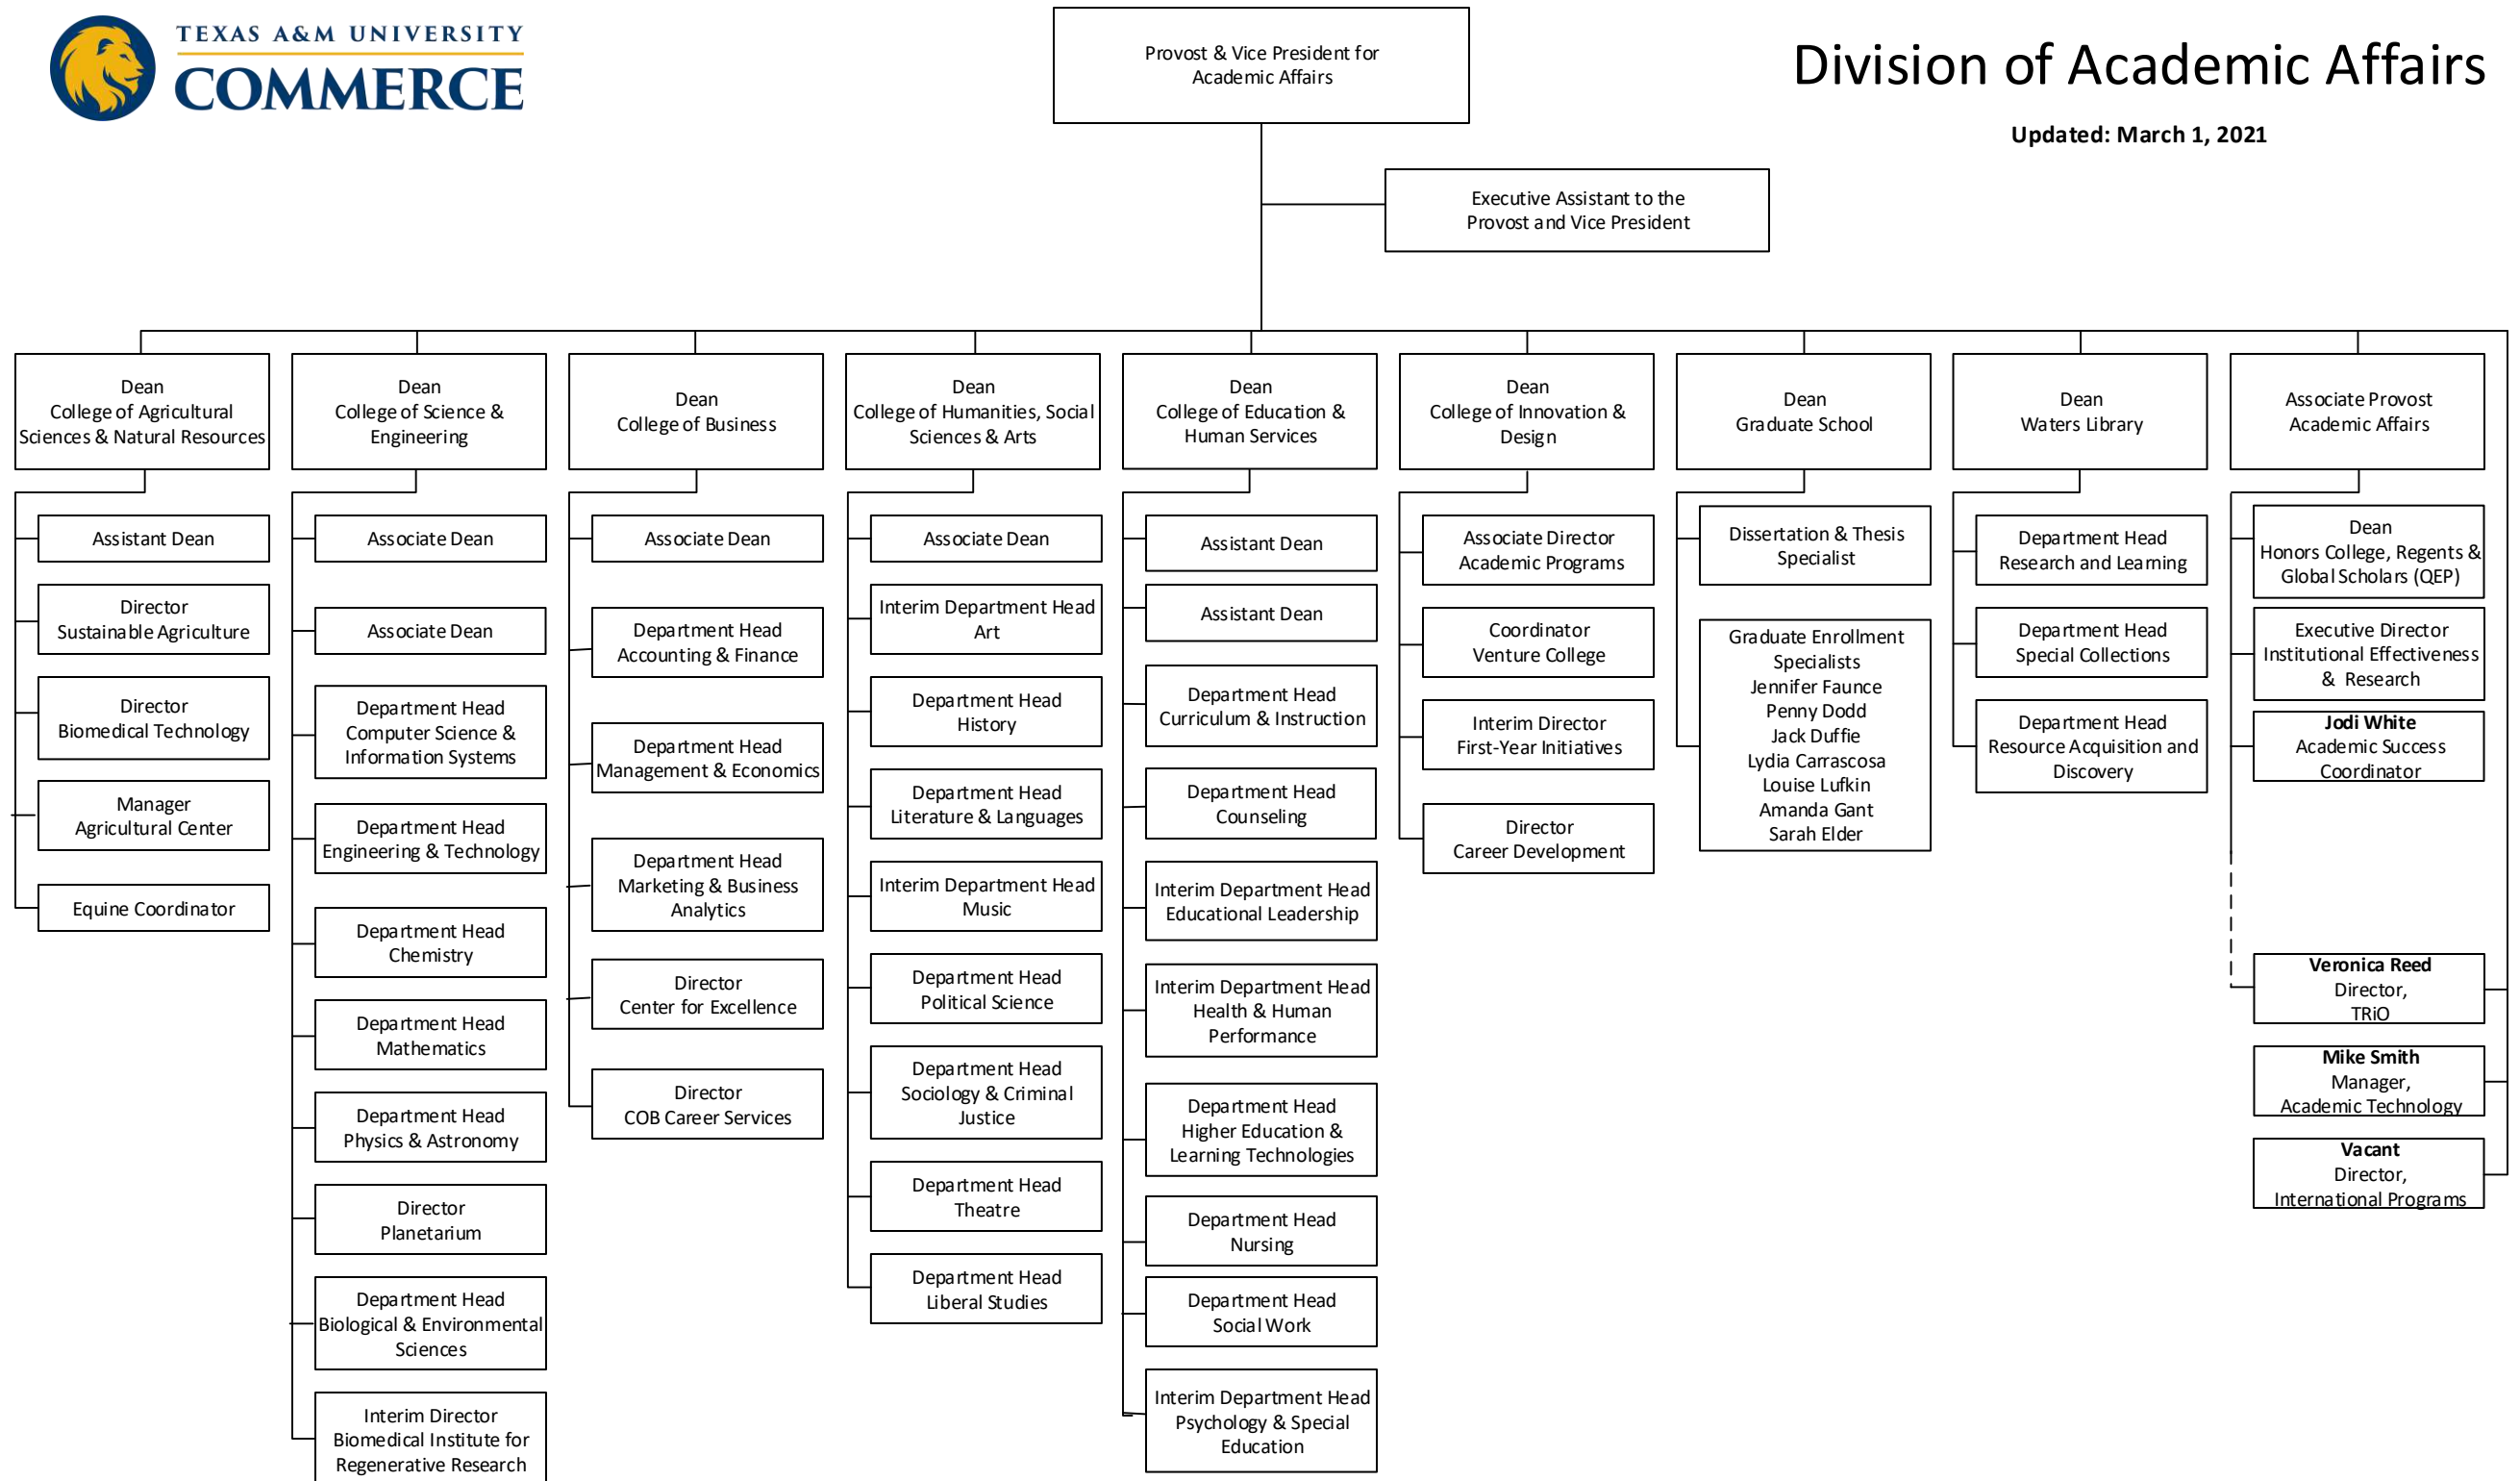 TEXAS A&M UNIVERSITY
COMMERCE
Provost & Vice President for
Academic Affairs
Division of Academic Affairs
Updated: March 1, 2021
Executive Assistant to the
Provost and Vice President
Dean
College of Agricultural
Sciences & Natural Resources
Assistant Dean
Director
Sustainable Agriculture
Director
Biomedical Technology
Manager
Agricultural Center
Equine Coordinator
Dean
College of Science &
Engineering
Associate Dean
Associate Dean
Department Head
Computer Science &
Information Systems
Department Head
Engineering & Technology
Department Head
Chemistry
Department Head
Mathematics
Department Head
Physics & Astronomy
Director
Planetarium
Department Head
Biological & Environmental
Sciences
Interim Director
Biomedical Institute for
Regenerative Research
Dean
College of Business
Associate Dean
Department Head
Accounting & Finance
Department Head
Management & Economics
Department Head
Marketing & Business
Analytics
Director
Center for Excellence
Director
COB Career Services
Dean
College of Humanities, Social
Sciences & Arts
Associate Dean
Interim Department Head
Art
Department Head
History
Department Head
Literature & Languages
Interim Department Head
Music
Department Head
Political Science
Department Head
Sociology & Criminal
Justice
Department Head
Theatre
Department Head
Liberal Studies
Dean
College of Education &
Human Services
Assistant Dean
Assistant Dean
Department Head
Curriculum & Instruction
Department Head
Counseling
Interim Department Head
Educational Leadership
Interim Department Head
Health & Human
Performance
Department Head
Higher Education &
Learning Technologies
Department Head
Nursing
Department Head
Social Work
Interim Department Head
Psychology & Special
Education
Dean
College of Innovation &
Design
Associate Director
Academic Programs
Coordinator
Venture College
Interim Director
First-Year Initiatives
Director
Career Development
Dean
Graduate School
Dissertation & Thesis
Specialist
Graduate Enrollment
Specialists
Jennifer Faunce
Penny Dodd
Jack Duffie
Lydia Carrascosa
Louise Lufkin
Amanda Gant
Sarah Elder
Dean
Waters Library
Department Head
Research and Learning
Department Head
Special Collections
Department Head
Resource Acquisition and
Discovery
Associate Provost
Academic Affairs
Dean
Honors College, Regents &
Global Scholars (QEP)
Executive Director
Institutional Effectiveness
& Research
Jodi White
Academic Success
Coordinator
Veronica Reed
Director,
TRiO
Mike Smith
Manager,
Academic Technology
Vacant
Director,
International Programs